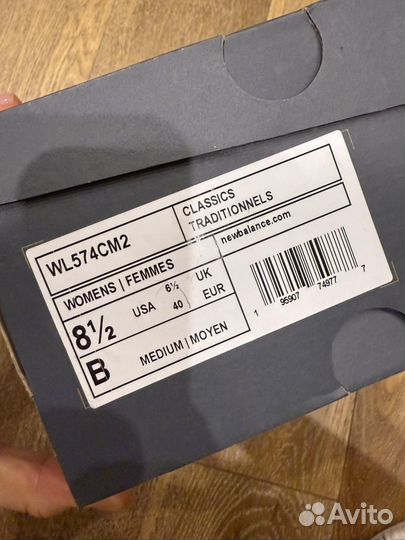 WL574CM2
CLASSICS
TRADITIONNELS
newbalance.com
WOMENS | FEMMES
8½ USA 6½ UK
40 EUR
B MEDIUM | MOYEN
1 95907 74977 7
Avito